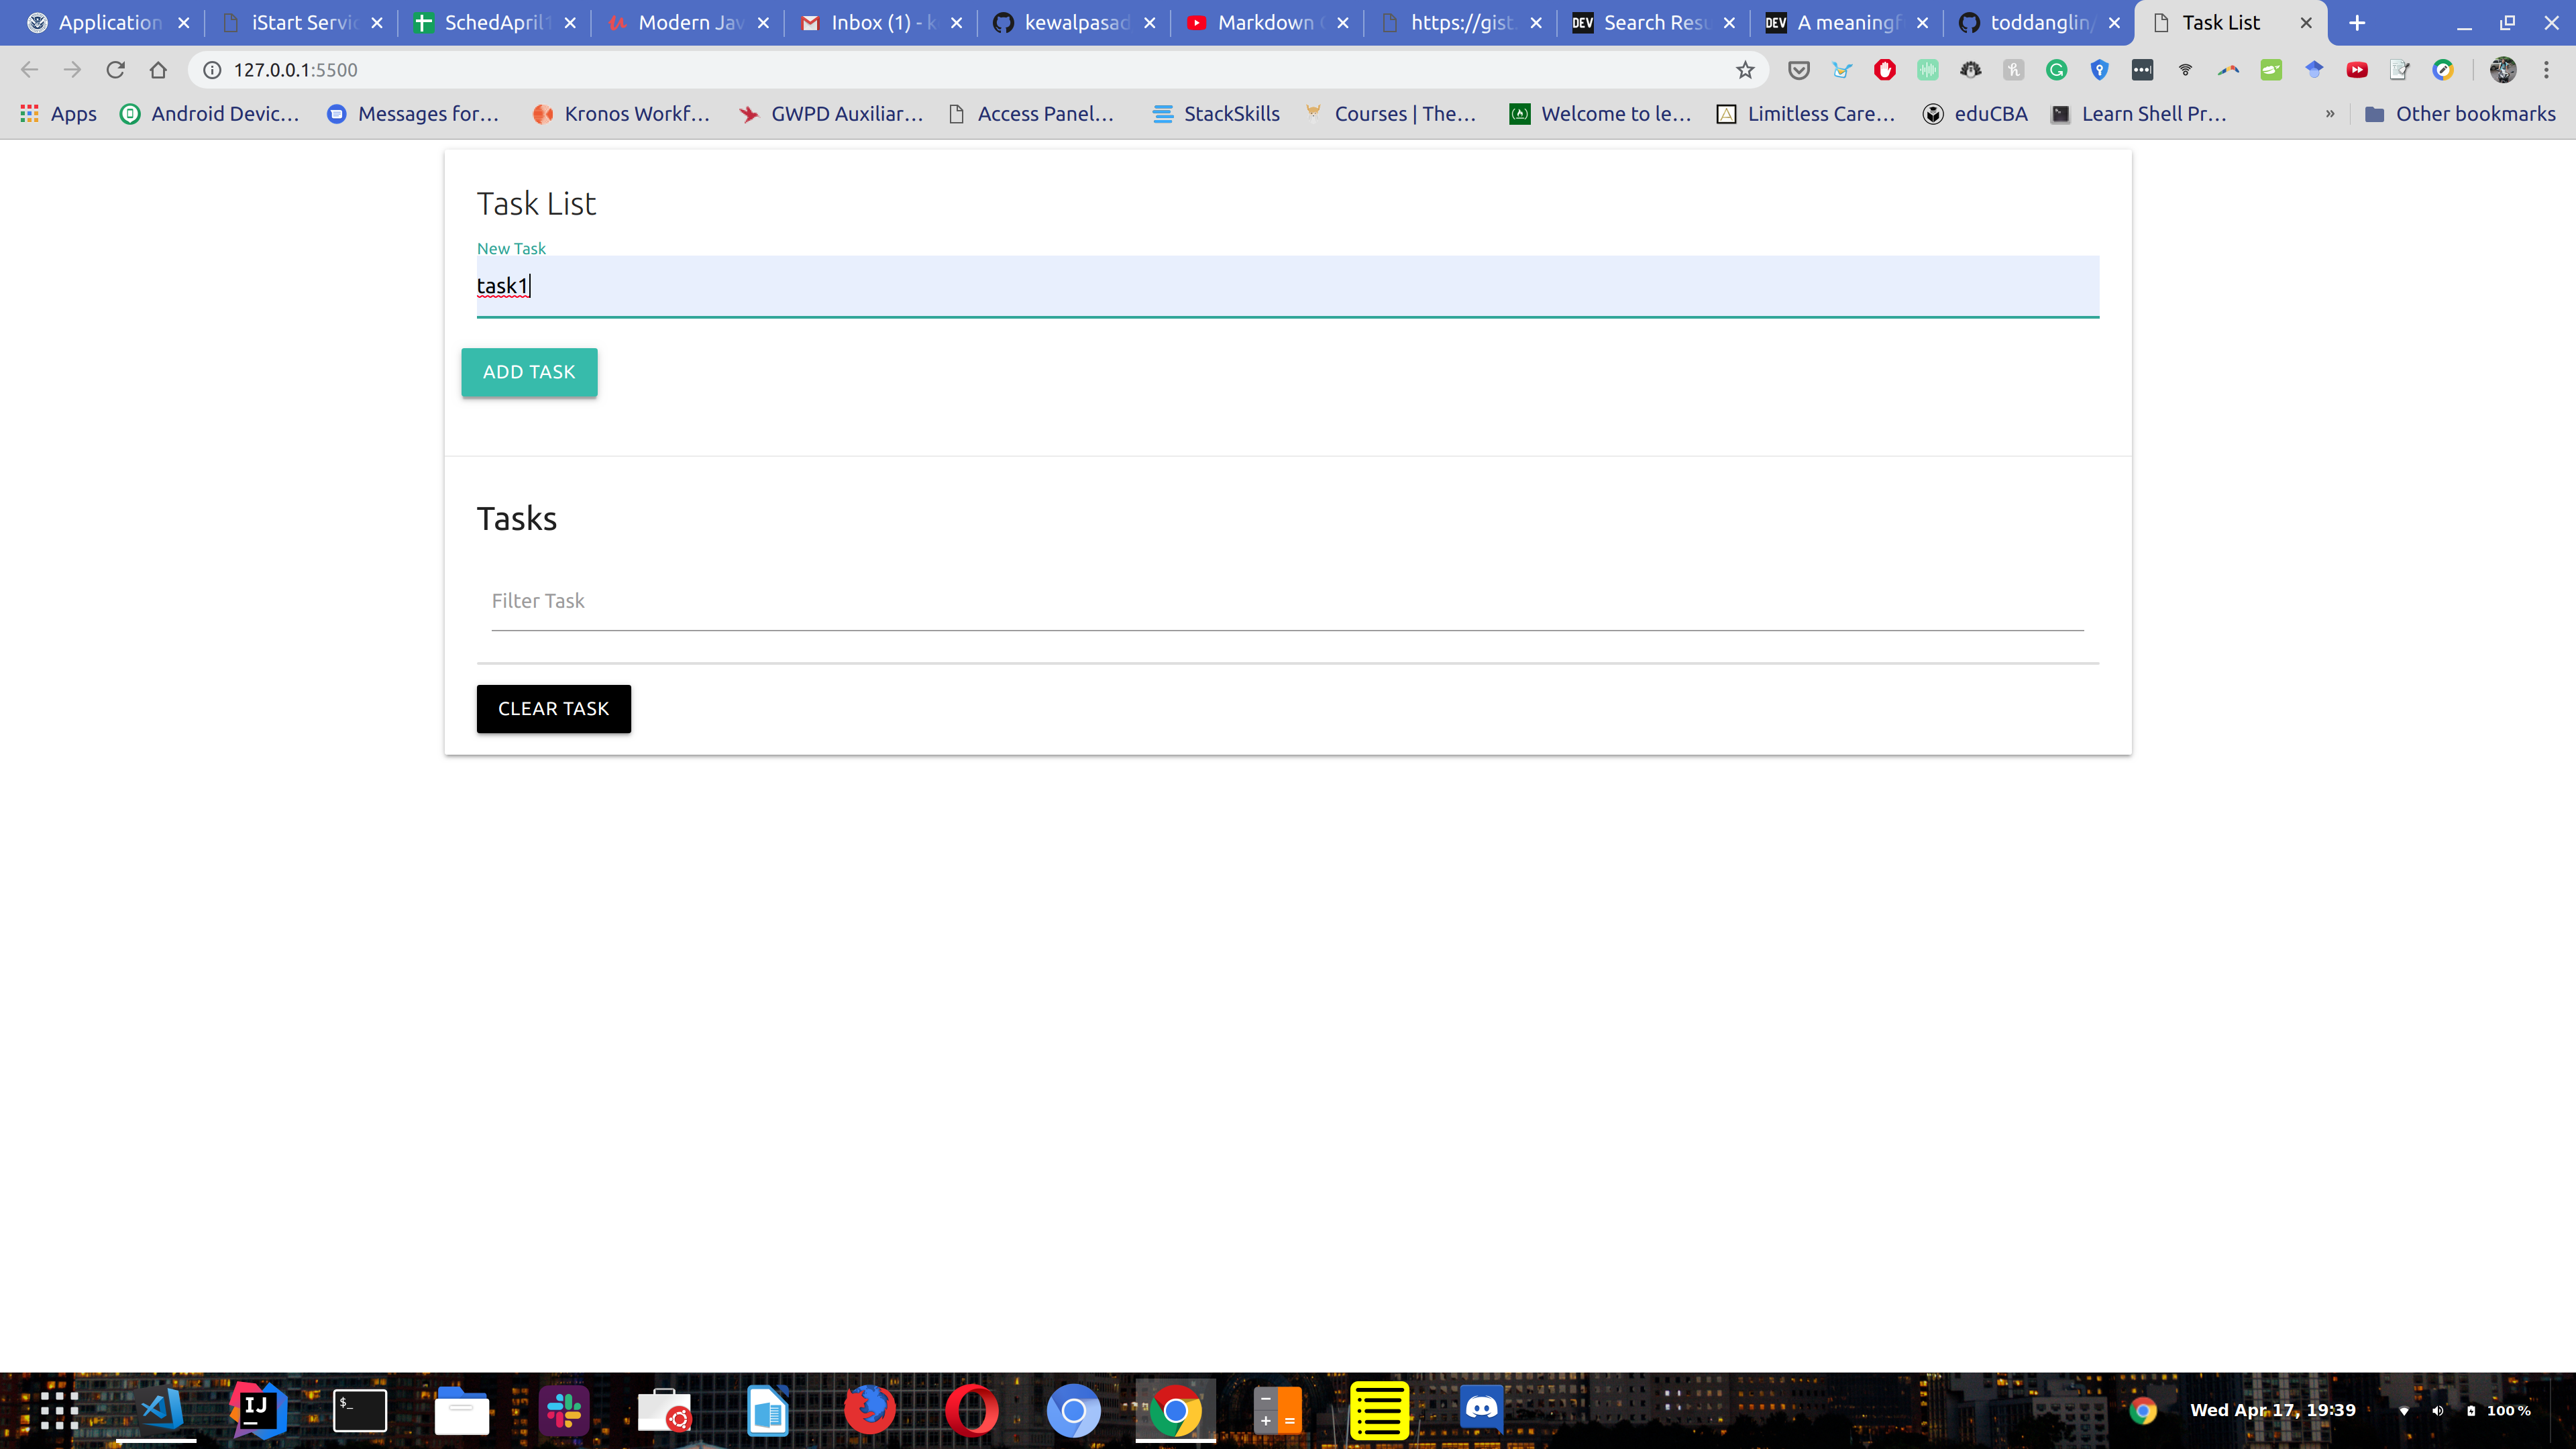 Application
iStart Servic
SchedApril1
Modern Jav
Inbox (1) - k
kewalpasad
Markdown
https://gist.
DEV Search Resu
DEV A meaningf
toddanglin/
Task List
127.0.0.1:5500
Apps
Android Devic...
Messages for...
Kronos Workf...
GWPD Auxiliar...
Access Panel...
StackSkills
Courses | The...
Welcome to le...
Limitless Care...
eduCBA
Learn Shell Pr...
»
Other bookmarks
Task List
New Task
task1
ADD TASK
Tasks
Filter Task
CLEAR TASK
IJ
$_
Wed Apr 17, 19:39
100 %